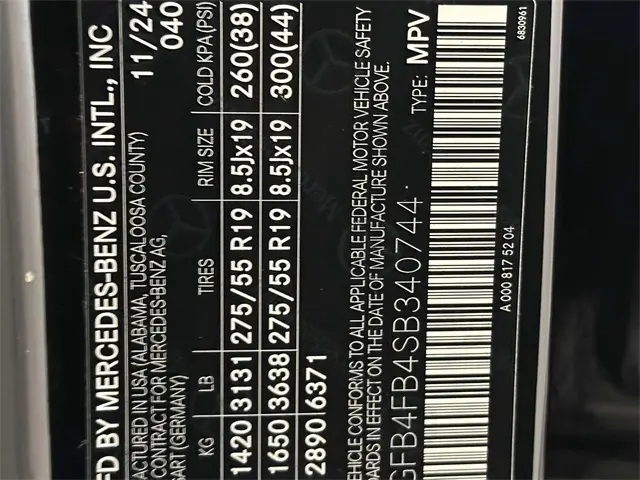 FD BY MERCEDES-BENZ U.S. INTL., INC
ACTURED IN USA (ALABAMA, TUSCALOOSA COUNTY) 11/24
CONTRACT FOR MERCEDES-BENZ AG, 040
GART (GERMANY)
KG LB TIRES RIM SIZE COLD KPA (PSI)
1420 3131 275/55 R19 8.5Jx19 260(38)
1650 3638 275/55 R19 8.5Jx19 300(44)
2890 6371
VEHICLE CONFORMS TO ALL APPLICABLE FEDERAL MOTOR VEHICLE SAFETY
ARDS IN EFFECT ON THE DATE OF MANUFACTURE SHOWN ABOVE.
GFB4FB4SB340744 TYPE: MPV
A 000 817 52 04
6830961